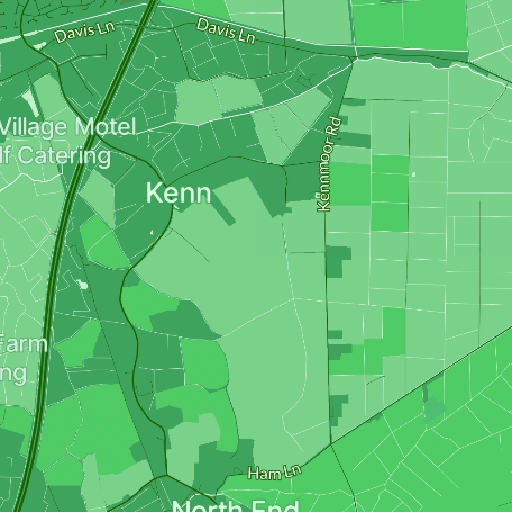 Davis Ln
Davis Ln
Village Motel
lf Catering
Kenn
Kennmoor Rd
Farm
ng
Ham Ln
North End